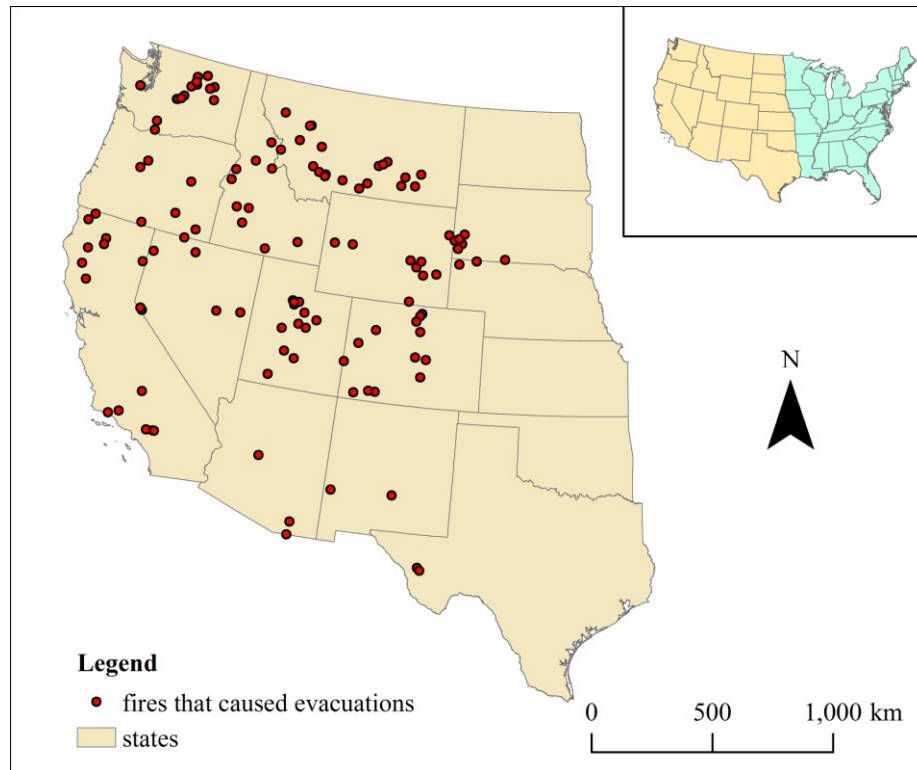 N
Legend
fires that caused evacuations
states
0 500 1,000 km